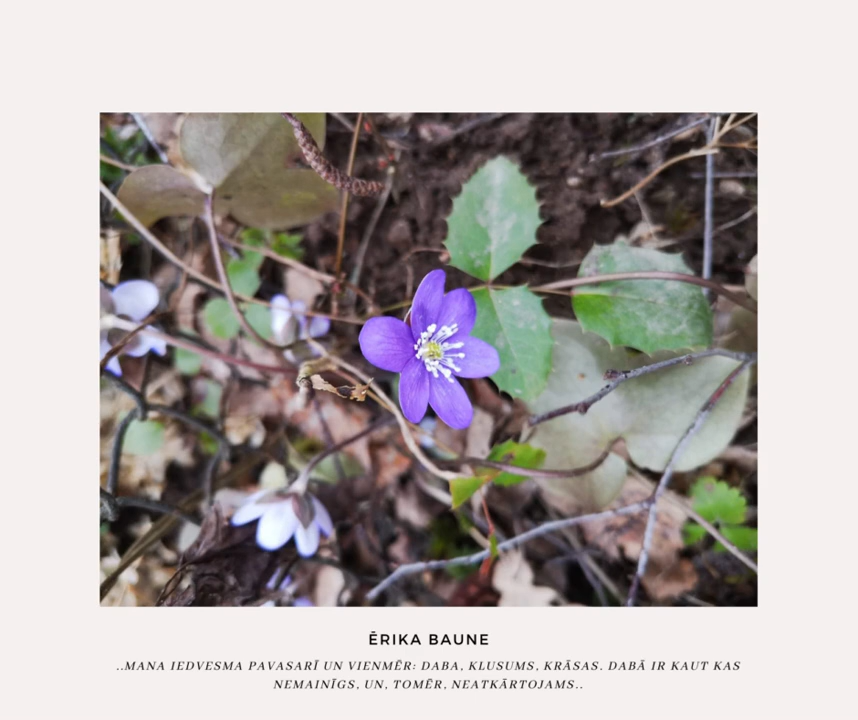 ĒRIKA BAUNE
..MANA IEDVESMA PAVASARĪ UN VIENMĒR: DABA, KLUSUMS, KRĀSAS. DABĀ IR KAUT KAS
NEMAINĪGS, UN, TOMĒR, NEATKĀRTOJAMS..